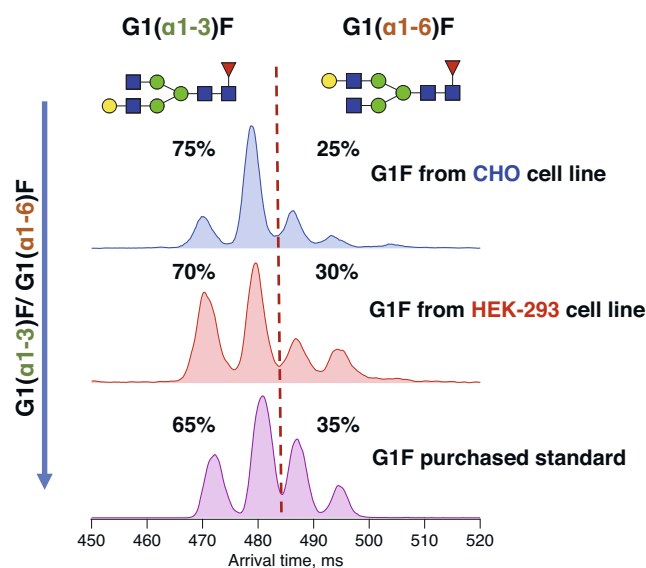 G1(α1-3)F
G1(α1-6)F
75%
25%
G1F from CHO cell line
70%
30%
G1F from HEK-293 cell line
65%
35%
G1F purchased standard
G1(α1-3)F/ G1(α1-6)F
450 460 470 480 490 500 510 520
Arrival time, ms